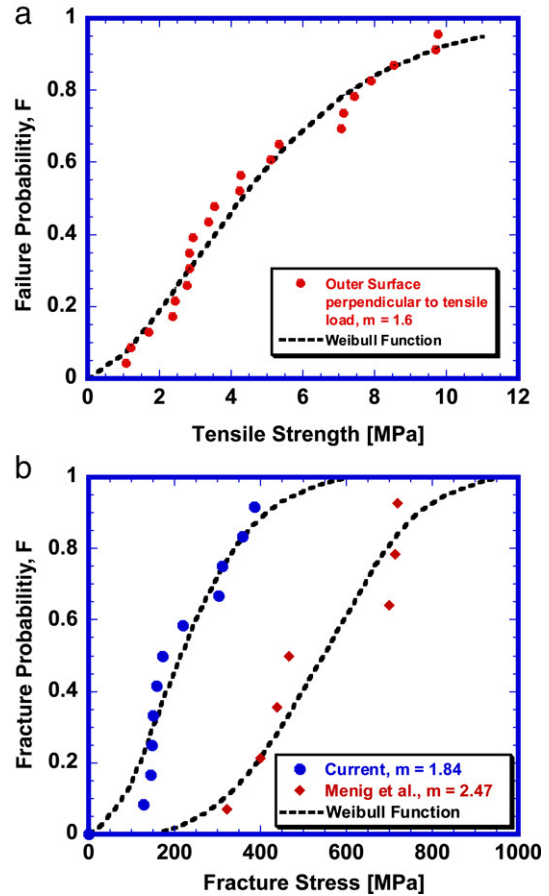 a
Failure Probabilitiy, F
1
0.8
0.6
0.4
0.2
0
Outer Surface
perpendicular to tensile
load, m = 1.6
Weibull Function
0 2 4 6 8 10 12
Tensile Strength [MPa]
b
Fracture Probabilitiy, F
1
0.8
0.6
0.4
0.2
0
Current, m = 1.84
Menig et al., m = 2.47
Weibull Function
0 200 400 600 800 1000
Fracture Stress [MPa]